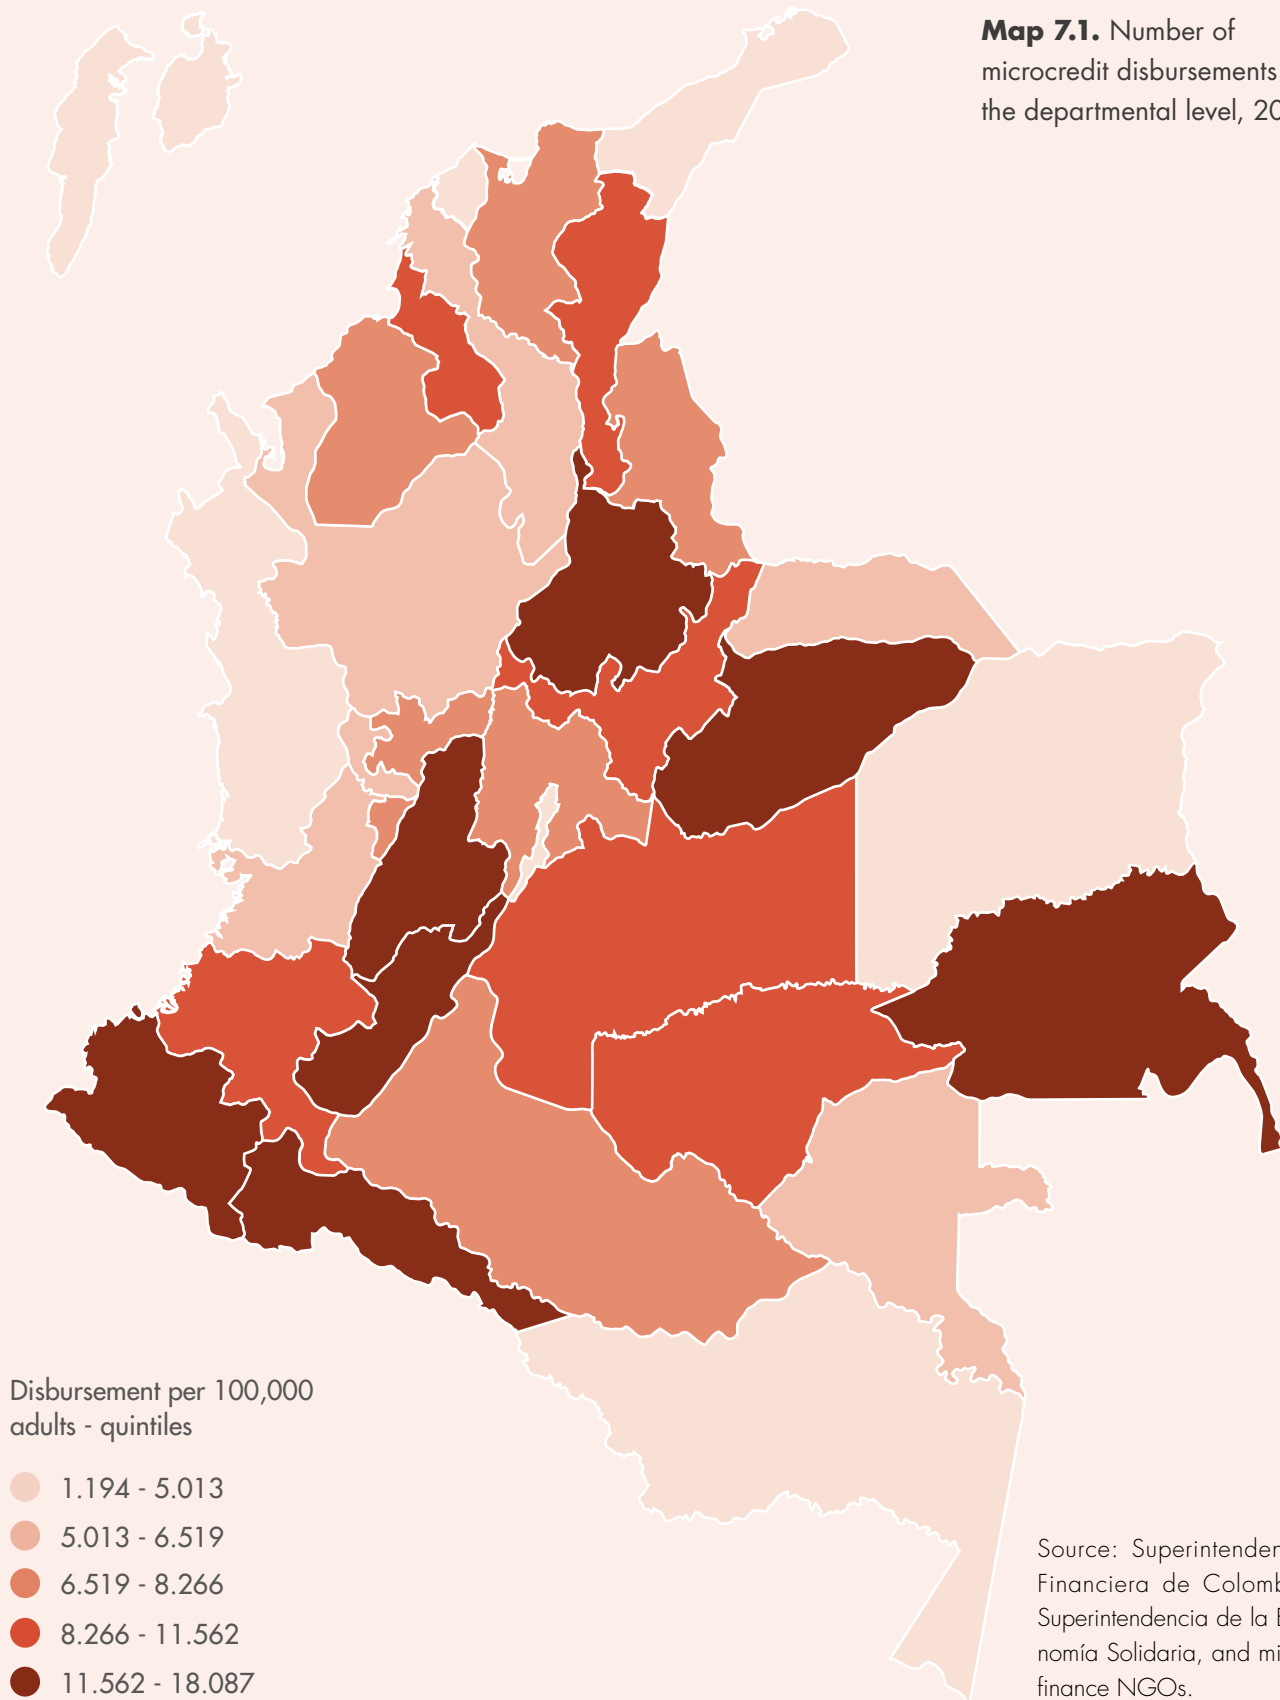 Map 7.1. Number of
microcredit disbursements
the departmental level, 20
Disbursement per 100,000
adults - quintiles
1.194 - 5.013
5.013 - 6.519
6.519 - 8.266
8.266 - 11.562
11.562 - 18.087
Source: Superintenden
Financiera de Colomb
Superintendencia de la E
nomía Solidaria, and mi
finance NGOs.